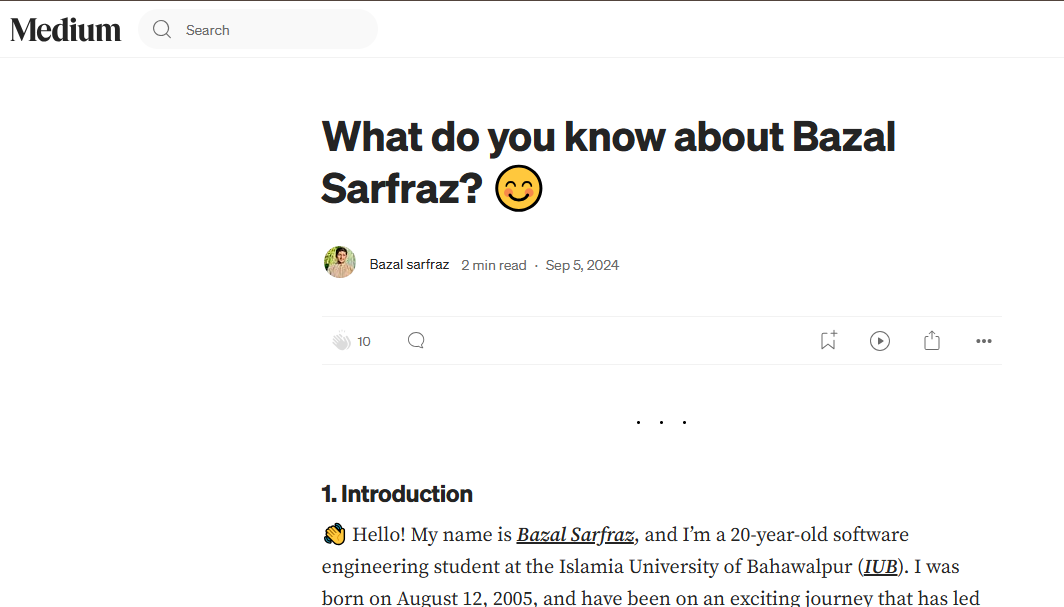 Medium
Search
What do you know about Bazal
Sarfraz? 😊
Bazal sarfraz 2 min read · Sep 5, 2024
10
. . .
1. Introduction
👏 Hello! My name is Bazal Sarfraz, and I’m a 20-year-old software
engineering student at the Islamia University of Bahawalpur (IUB). I was
born on August 12, 2005, and have been on an exciting journey that has led